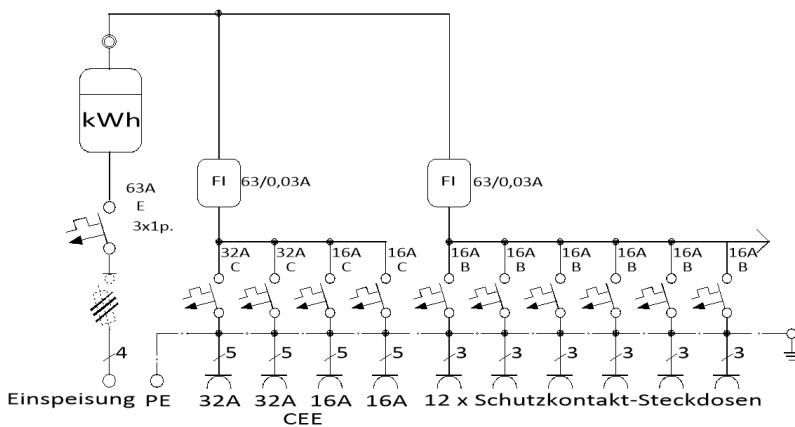 kWh
FI 63/0,03A FI 63/0,03A
63A
E
3x1p.
32A 32A 16A 16A 16A 16A 16A 16A 16A 16A
C C C C B B B B B B
4 5 5 5 5 3 3 3 3 3 3
Einspeisung PE 32A 32A 16A 16A 12 x Schutzkontakt-Steckdosen
CEE